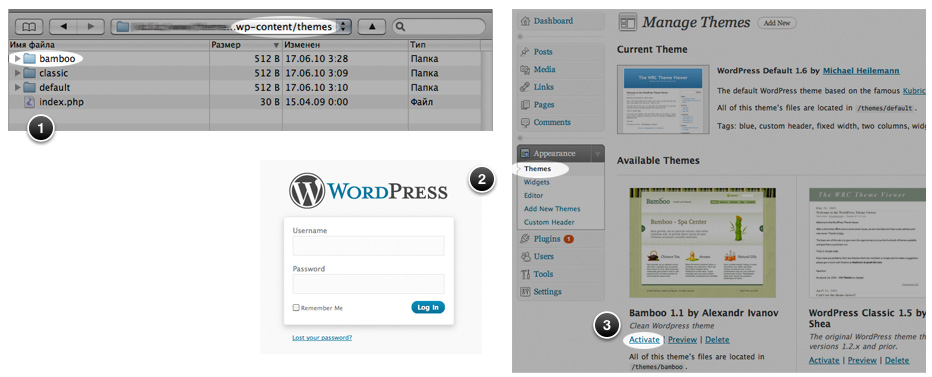 wp-content/themes
Имя файла Размер Изменен Тип
bamboo 512 B 17.06.10 3:28 Папка
classic 512 B 17.06.10 3:09 Папка
default 512 B 17.06.10 3:28 Папка
index.php 30 B 15.04.09 0:00 Файл
1
WORDPRESS
Username
Password
Remember Me
Log In
Lost your password?
2
Dashboard
Posts
Media
Links
Pages
Comments
Appearance
Themes
Widgets
Editor
Add New Themes
Custom Header
Plugins 1
Users
Tools
Settings
Manage Themes Add New
Current Theme
The WRC Theme Viewer
WordPress Default 1.6 by Michael Heilemann
The default WordPress theme based on the famous Kubric
All of this theme's files are located in /themes/default.
Tags: blue, custom header, fixed width, two columns, widg
Available Themes
Bamboo
Bamboo - Spa Center
Bamboo 1.1 by Alexandr Ivanov
Clean Wordpress theme
3
Activate | Preview | Delete
All of this theme's files are located in
/themes/bamboo.
The WRC Theme Viewer
WordPress Classic 1.5 by
Shea
The original WordPress theme th
versions 1.2.x and prior.
Activate | Preview | Delete